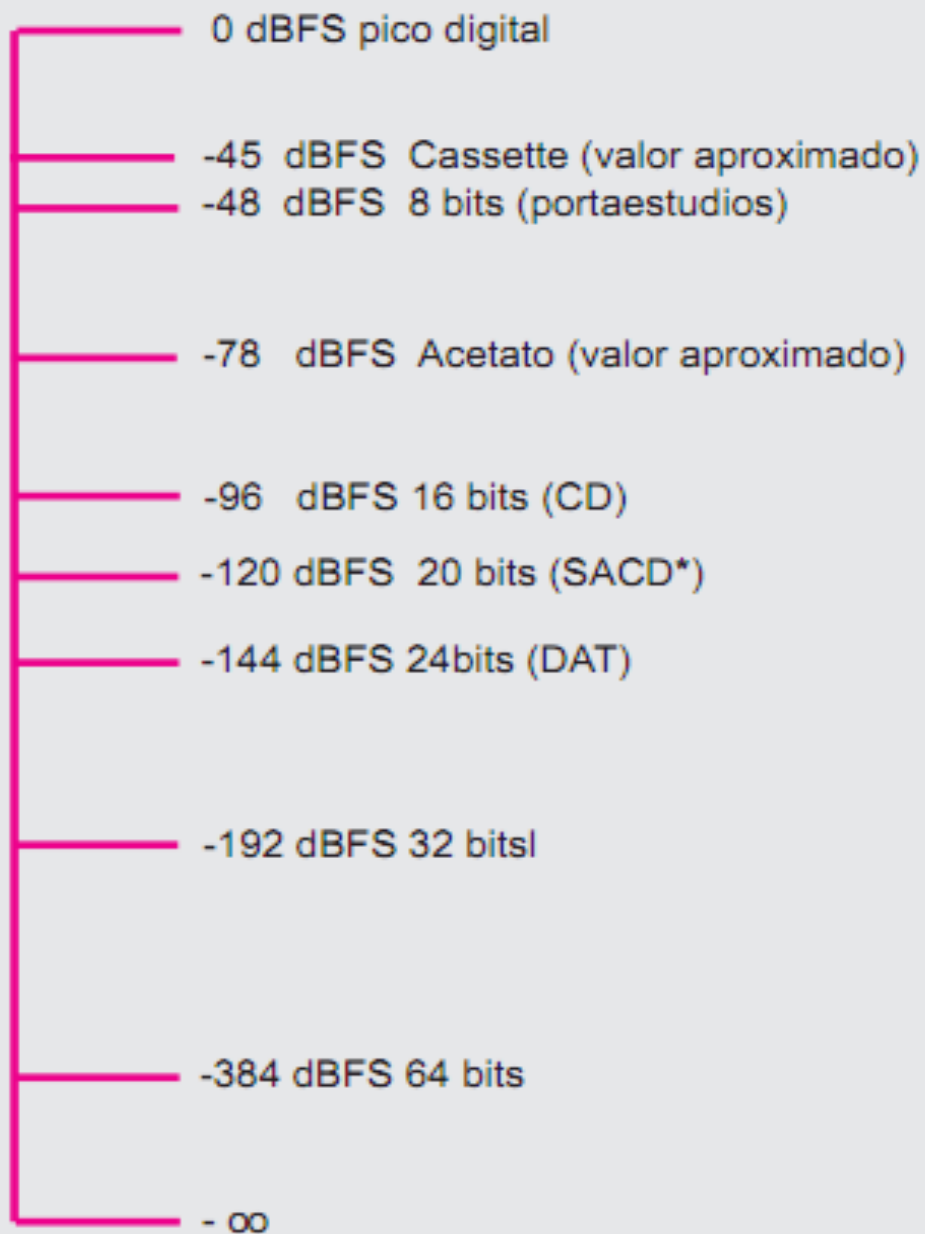 0 dBFS pico digital
-45 dBFS Cassette (valor aproximado)
-48 dBFS 8 bits (portaestudios)
-78 dBFS Acetato (valor aproximado)
-96 dBFS 16 bits (CD)
-120 dBFS 20 bits (SACD*)
-144 dBFS 24bits (DAT)
-192 dBFS 32 bitsl
-384 dBFS 64 bits
- ∞